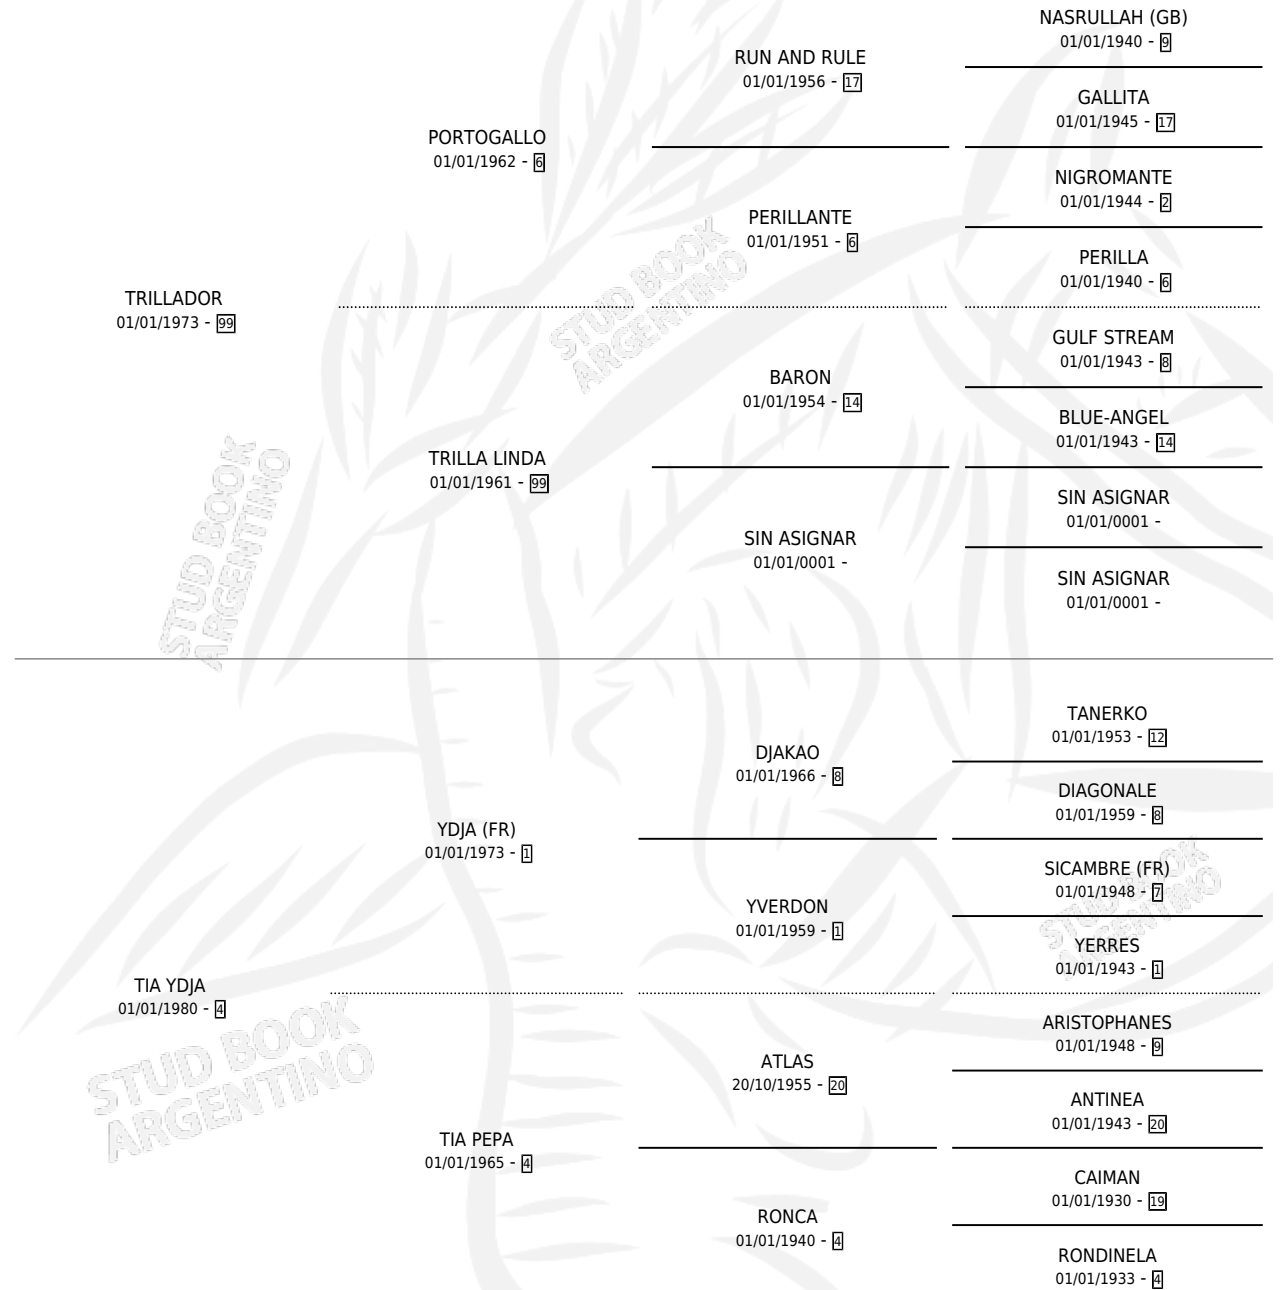 NASRULLAH (GB)
01/01/1940 - 9
RUN AND RULE
01/01/1956 - 17
GALLITA
01/01/1945 - 17
PORTOGALLO
01/01/1962 - 6
NIGROMANTE
01/01/1944 - 2
PERILLANTE
01/01/1951 - 6
PERILLA
01/01/1940 - 6
TRILLADOR
01/01/1973 - 99
GULF STREAM
01/01/1943 - 8
BARON
01/01/1954 - 14
BLUE-ANGEL
01/01/1943 - 14
TRILLA LINDA
01/01/1961 - 99
SIN ASIGNAR
01/01/0001 -
SIN ASIGNAR
01/01/0001 -
SIN ASIGNAR
01/01/0001 -
TANERKO
01/01/1953 - 12
DJAKAO
01/01/1966 - 8
DIAGONALE
01/01/1959 - 8
YDJA (FR)
01/01/1973 - 1
SICAMBRE (FR)
01/01/1948 - 7
YVERDON
01/01/1959 - 1
YERRES
01/01/1943 - 1
TIA YDJA
01/01/1980 - 4
ARISTOPHANES
01/01/1948 - 9
ATLAS
20/10/1955 - 20
ANTINEA
01/01/1943 - 20
TIA PEPA
01/01/1965 - 4
CAIMAN
01/01/1930 - 19
RONCA
01/01/1940 - 4
RONDINELA
01/01/1933 - 4
STUD BOOK
ARGENTINO
STUD BOOK
ARGENTINO
STUD BOOK
ARGENTINO
STUD BOOK
ARGENTINO